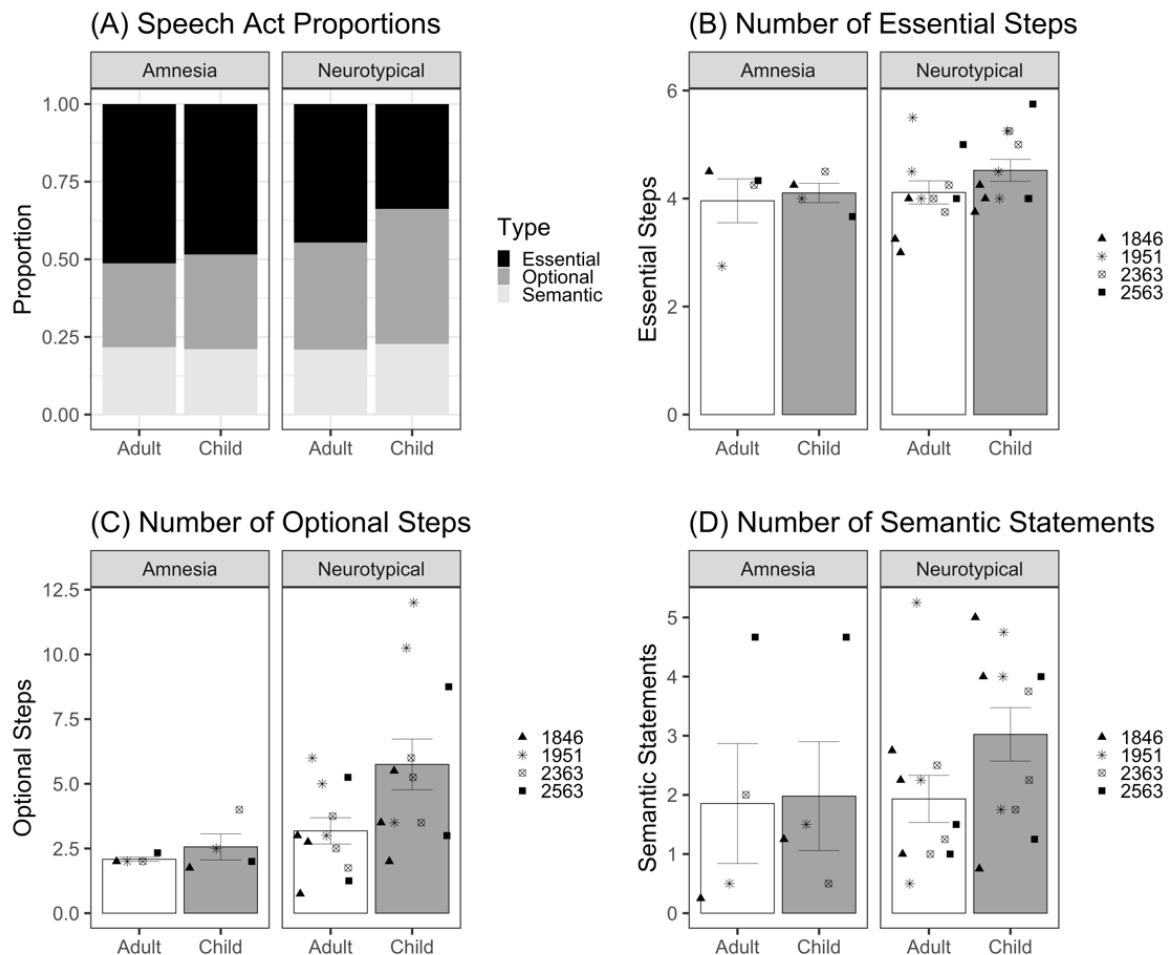 (A) Speech Act Proportions
Amnesia
Neurotypical
1.00
0.75
0.50
0.25
0.00
Proportion
Adult
Child
Adult
Child
Type
Essential
Optional
Semantic
(B) Number of Essential Steps
Amnesia
Neurotypical
6
4
2
0
Essential Steps
Adult
Child
Adult
Child
1846
1951
2363
2563
(C) Number of Optional Steps
Amnesia
Neurotypical
12.5
10.0
7.5
5.0
2.5
0.0
Optional Steps
Adult
Child
Adult
Child
1846
1951
2363
2563
(D) Number of Semantic Statements
Amnesia
Neurotypical
5
4
3
2
1
0
Semantic Statements
Adult
Child
Adult
Child
1846
1951
2363
2563